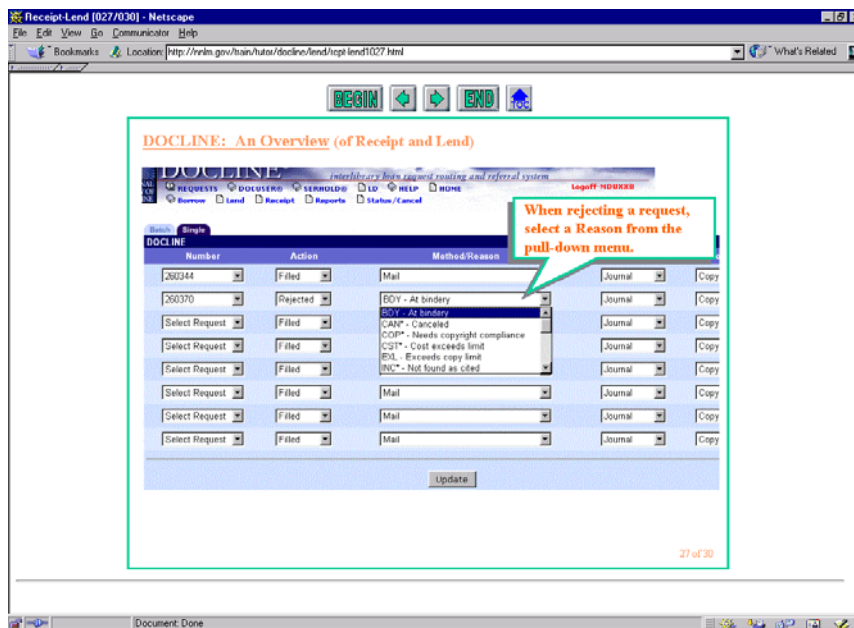 Receipt-Lend [027/030] - Netscape
File Edit View Go Communicator Help
Bookmarks Location: http://nnlm.gov/train/tutor/docline/lend/rcpt-lend1027.html What's Related
BEGIN END TOC
DOCLINE: An Overview (of Receipt and Lend)
DOCLINE interlibrary loan request routing and referral system
REQUESTS DOCUSER® SERHOLD® LD HELP HOME Logoff-NDUXXB
Borrow Lend Receipt Reports Status/Cancel
When rejecting a request,
select a Reason from the
pull-down menu.
Batch Single
DOCLINE
Number Action Method/Reason
260344 Filled Mail Journal Copy
260370 Rejected BDY - At bindery Journal Copy
BDY - At bindery
Select Request Filled CAN* - Canceled Journal Copy
COP* - Needs copyright compliance
Select Request Filled CST* - Cost exceeds limit Journal Copy
EXL - Exceeds copy limit
Select Request Filled INC* - Not found as cited Journal Copy
Select Request Filled Mail Journal Copy
Select Request Filled Mail Journal Copy
Select Request Filled Mail Journal Copy
Update
27 of 30
Document: Done